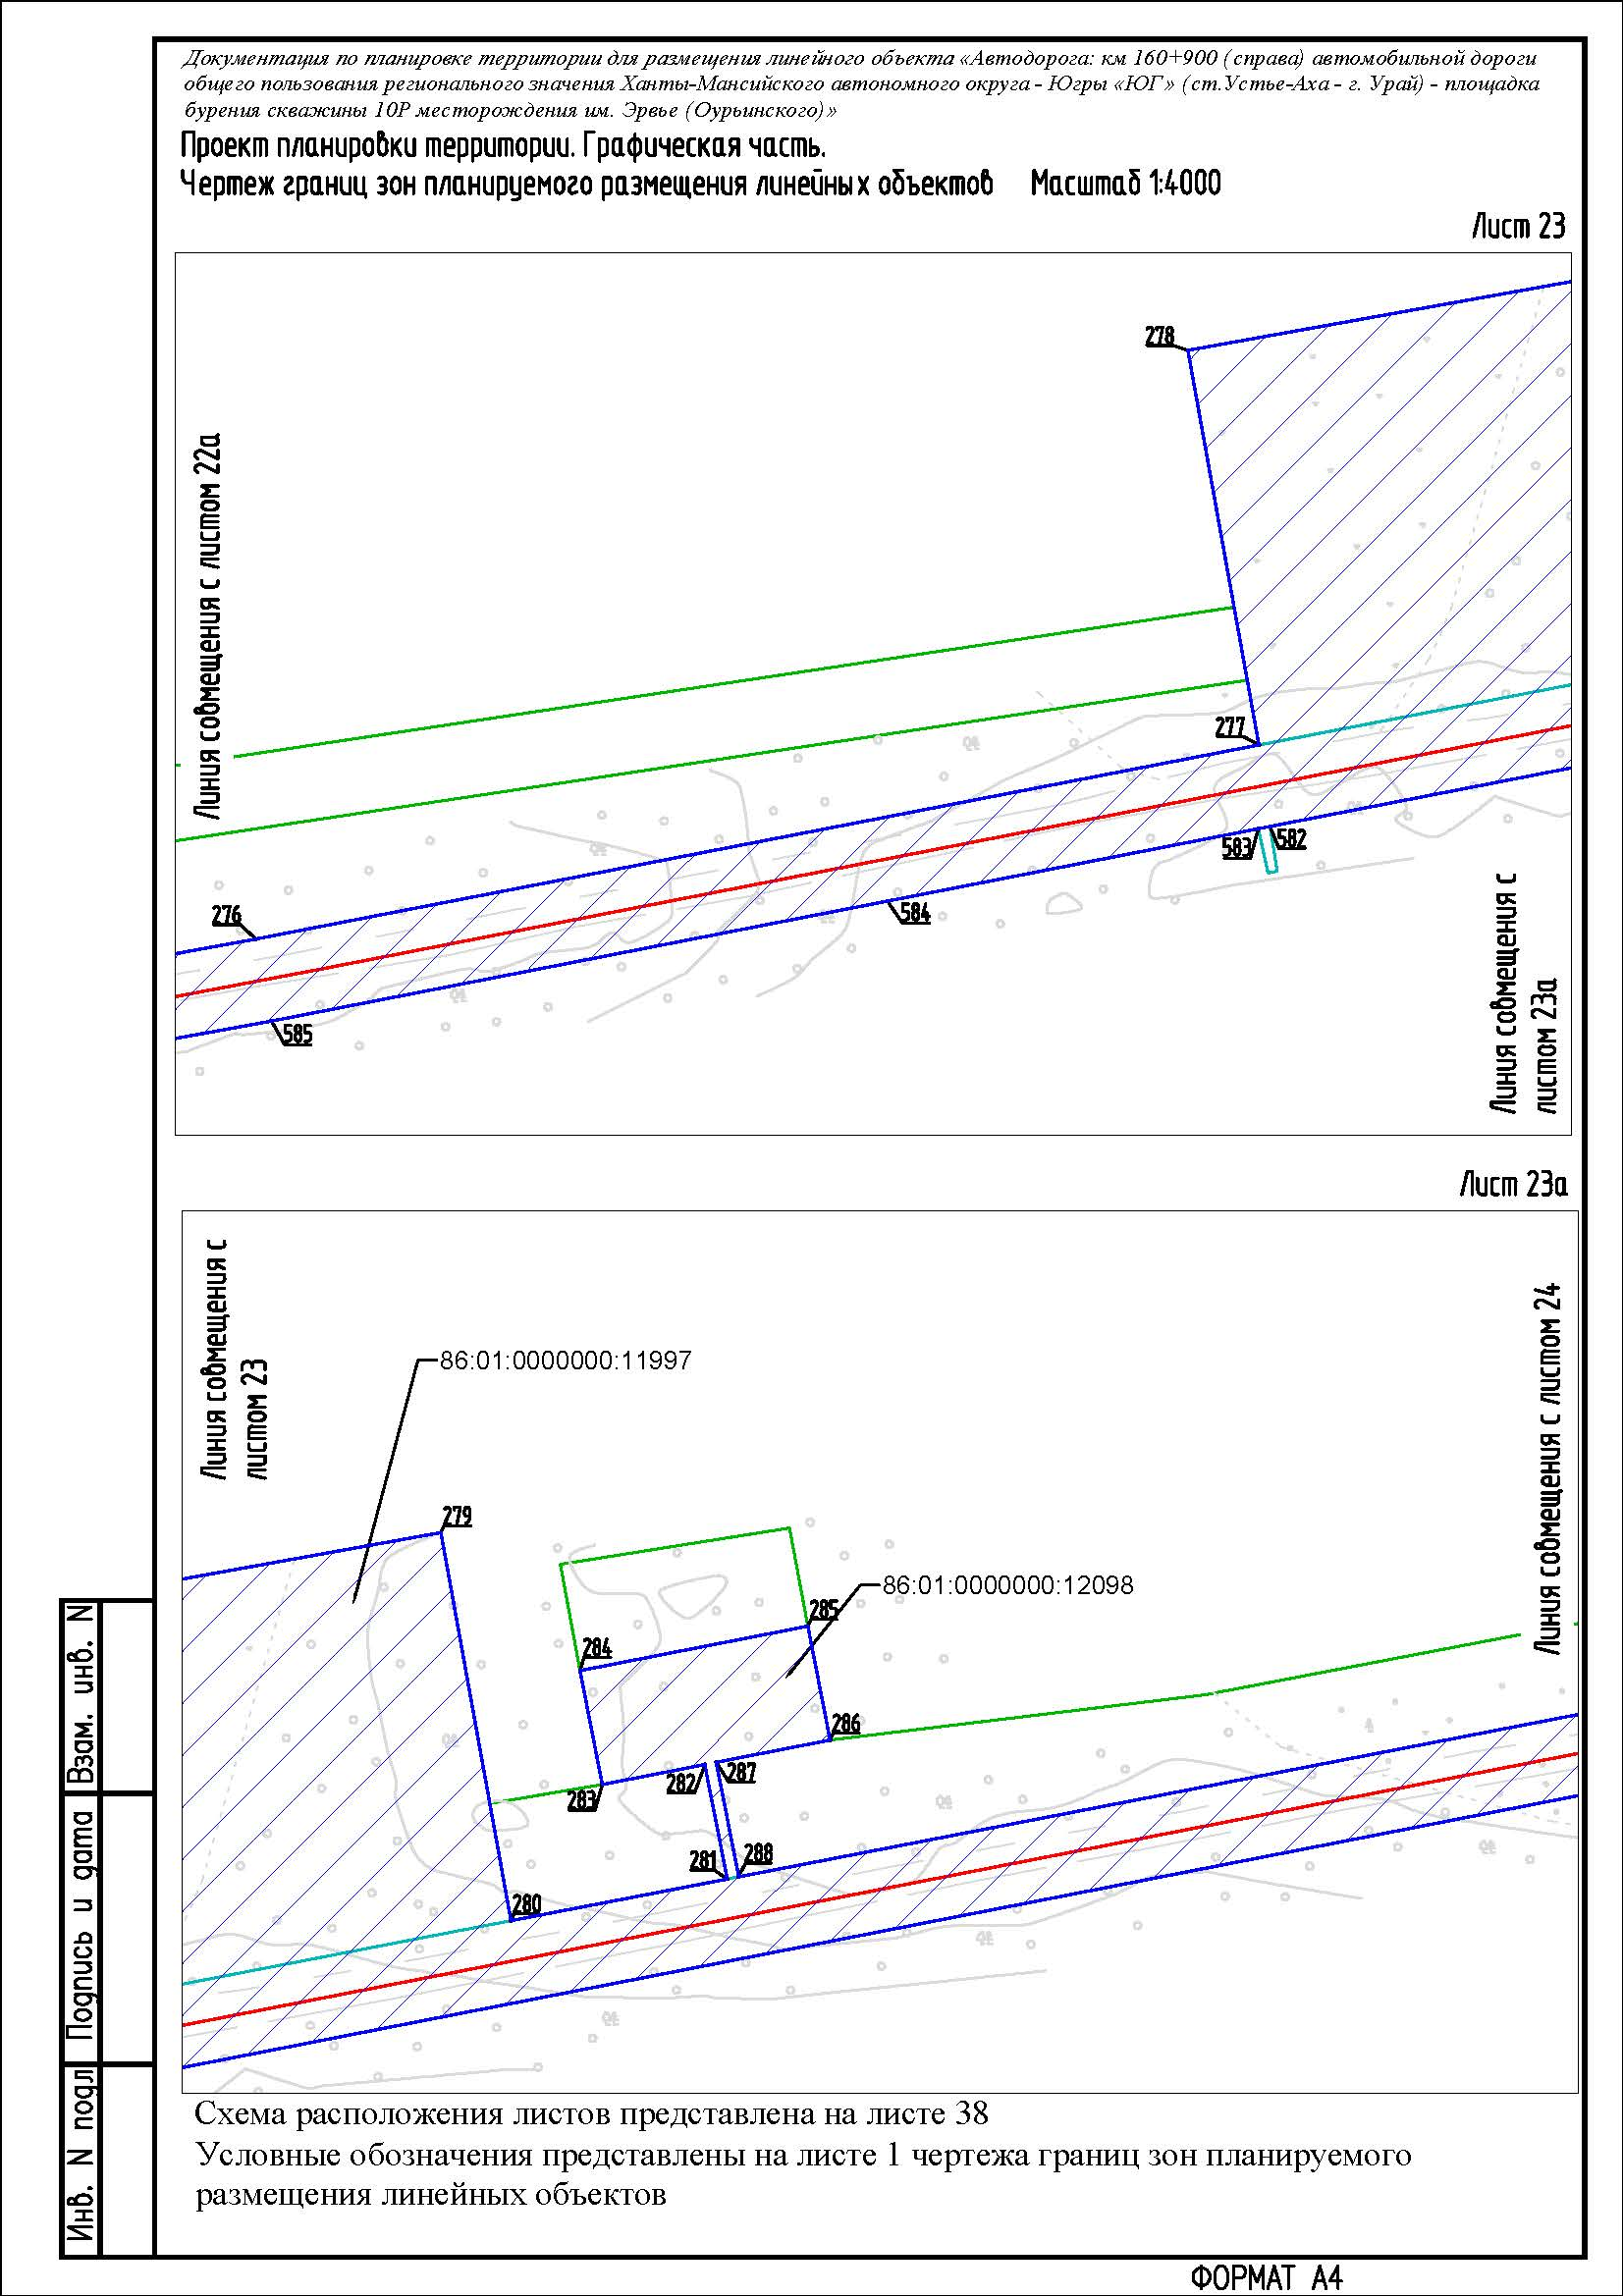 Документация по планировке территории для размещения линейного объекта «Автодорога: км 160+900 (справа) автомобильной дороги
общего пользования регионального значения Ханты-Мансийского автономного округа - Югры «ЮГ» (ст.Устье-Аха - г. Урай) - площадка
бурения скважины 10Р месторождения им. Эрвье (Оурьинского)»
Проект планировки территории. Графическая часть.
Чертеж границ зон планируемого размещения линейных объектов Масштаб 1:4000
Лист 23
Линия совмещения с листом 22а
278
277
276
583
582
584
585
Линия совмещения с
листом 23а
Лист 23а
Линия совмещения с
листом 23
Линия совмещения с листом 24
86:01:0000000:11997
279
86:01:0000000:12098
285
284
286
287
282
283
281
288
280
Схема расположения листов представлена на листе 38
Условные обозначения представлены на листе 1 чертежа границ зон планируемого
размещения линейных объектов
Взам. инв. N
Подпись и дата
Инв. N подл
ФОРМАТ А4